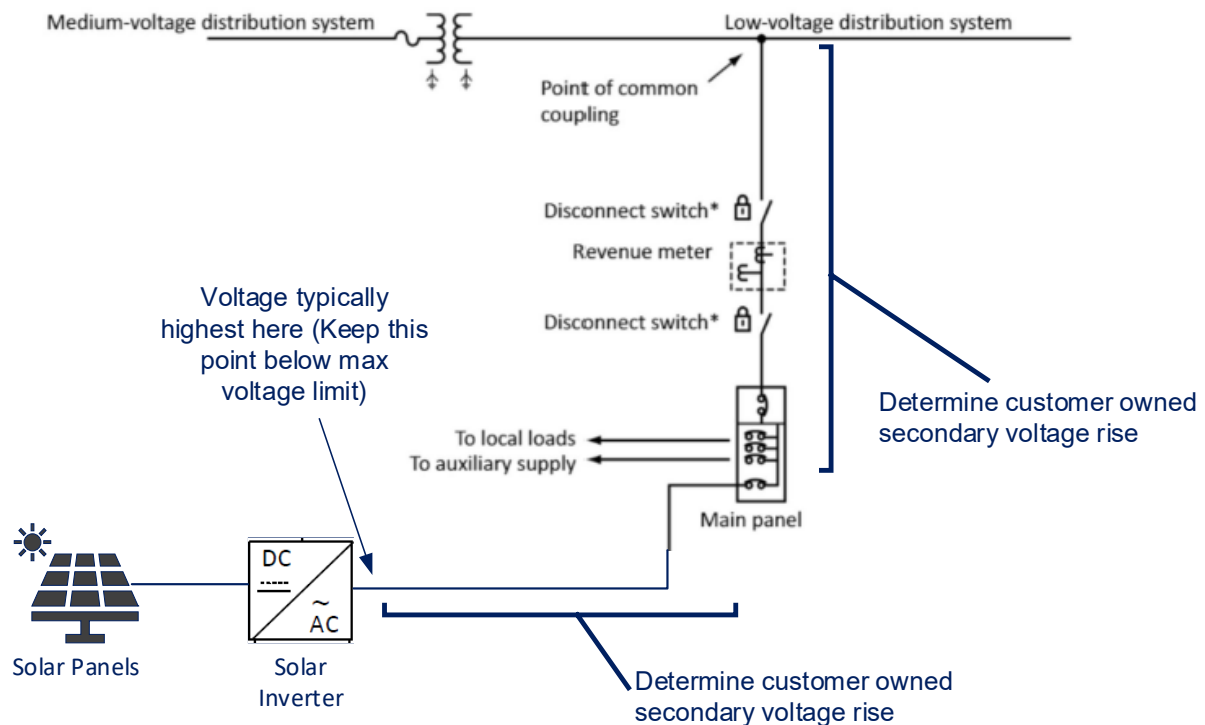 Medium-voltage distribution system
Low-voltage distribution system
Point of common
coupling
Disconnect switch*
Revenue meter
Voltage typically
highest here (Keep this
point below max
voltage limit)
Disconnect switch*
Determine customer owned
secondary voltage rise
To local loads
To auxiliary supply
Main panel
DC
AC
Solar Panels
Solar
Inverter
Determine customer owned
secondary voltage rise